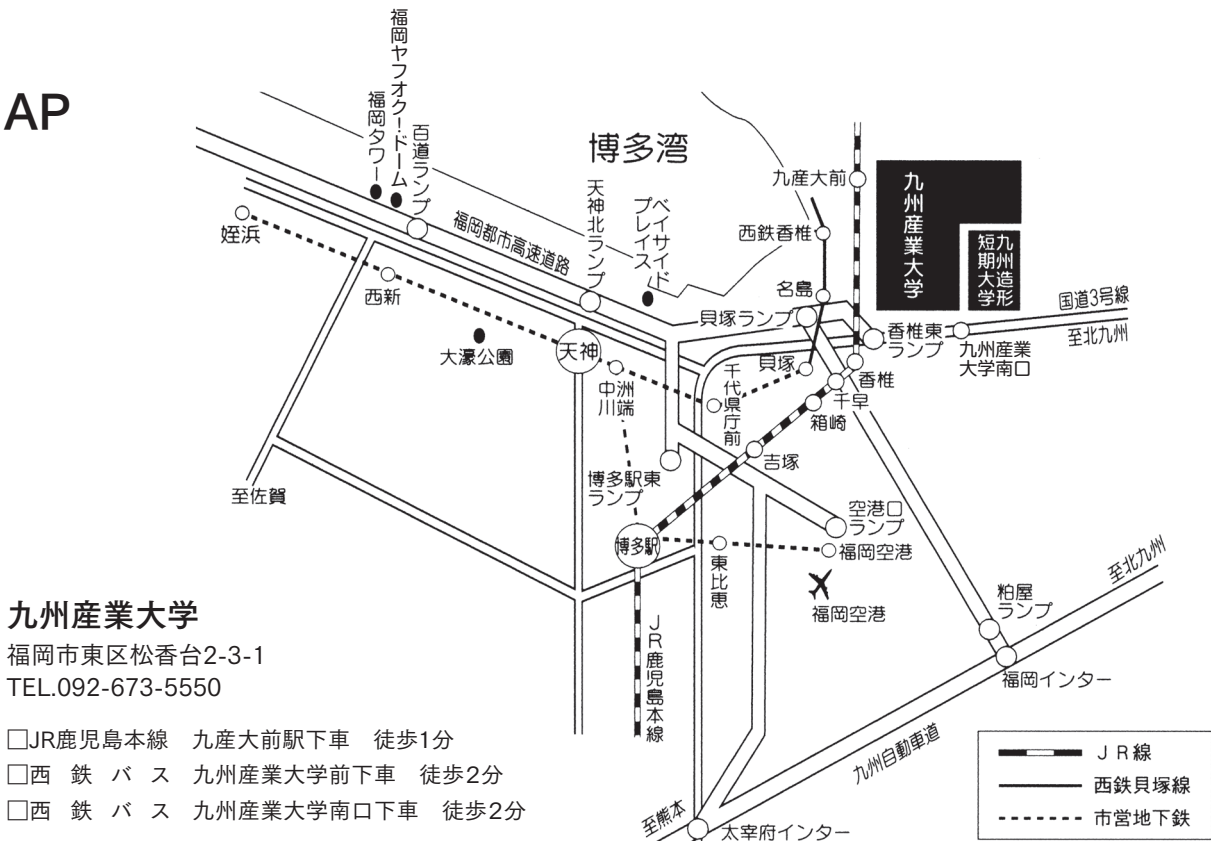 AP
福岡タワー
福岡ヤフオク!ドーム
百道ランプ
福岡都市高速道路
博多湾
天神北ランプ
ベイサイド
プレイス
九産大前
西鉄香椎
名島
貝塚ランプ
九州産業大学
九州造形
短期大学
国道3号線
至北九州
香椎東
ランプ
九州産業
大学南口
姪浜
西新
大濠公園
天神
中洲
川端
千代県庁前
貝塚
香椎
千早
箱崎
吉塚
博多駅東
ランプ
至佐賀
博多駅
東比恵
空港口
ランプ
福岡空港
福岡空港
粕屋
ランプ
至北九州
福岡インター
JR鹿児島本線
九州自動車道
至熊本
太宰府インター
九州産業大学
福岡市東区松香台2-3-1
TEL.092-673-5550
□JR鹿児島本線 九産大前駅下車 徒歩1分
□西 鉄 バ ス 九州産業大学前下車 徒歩2分
□西 鉄 バ ス 九州産業大学南口下車 徒歩2分
JR線
西鉄貝塚線
市営地下鉄